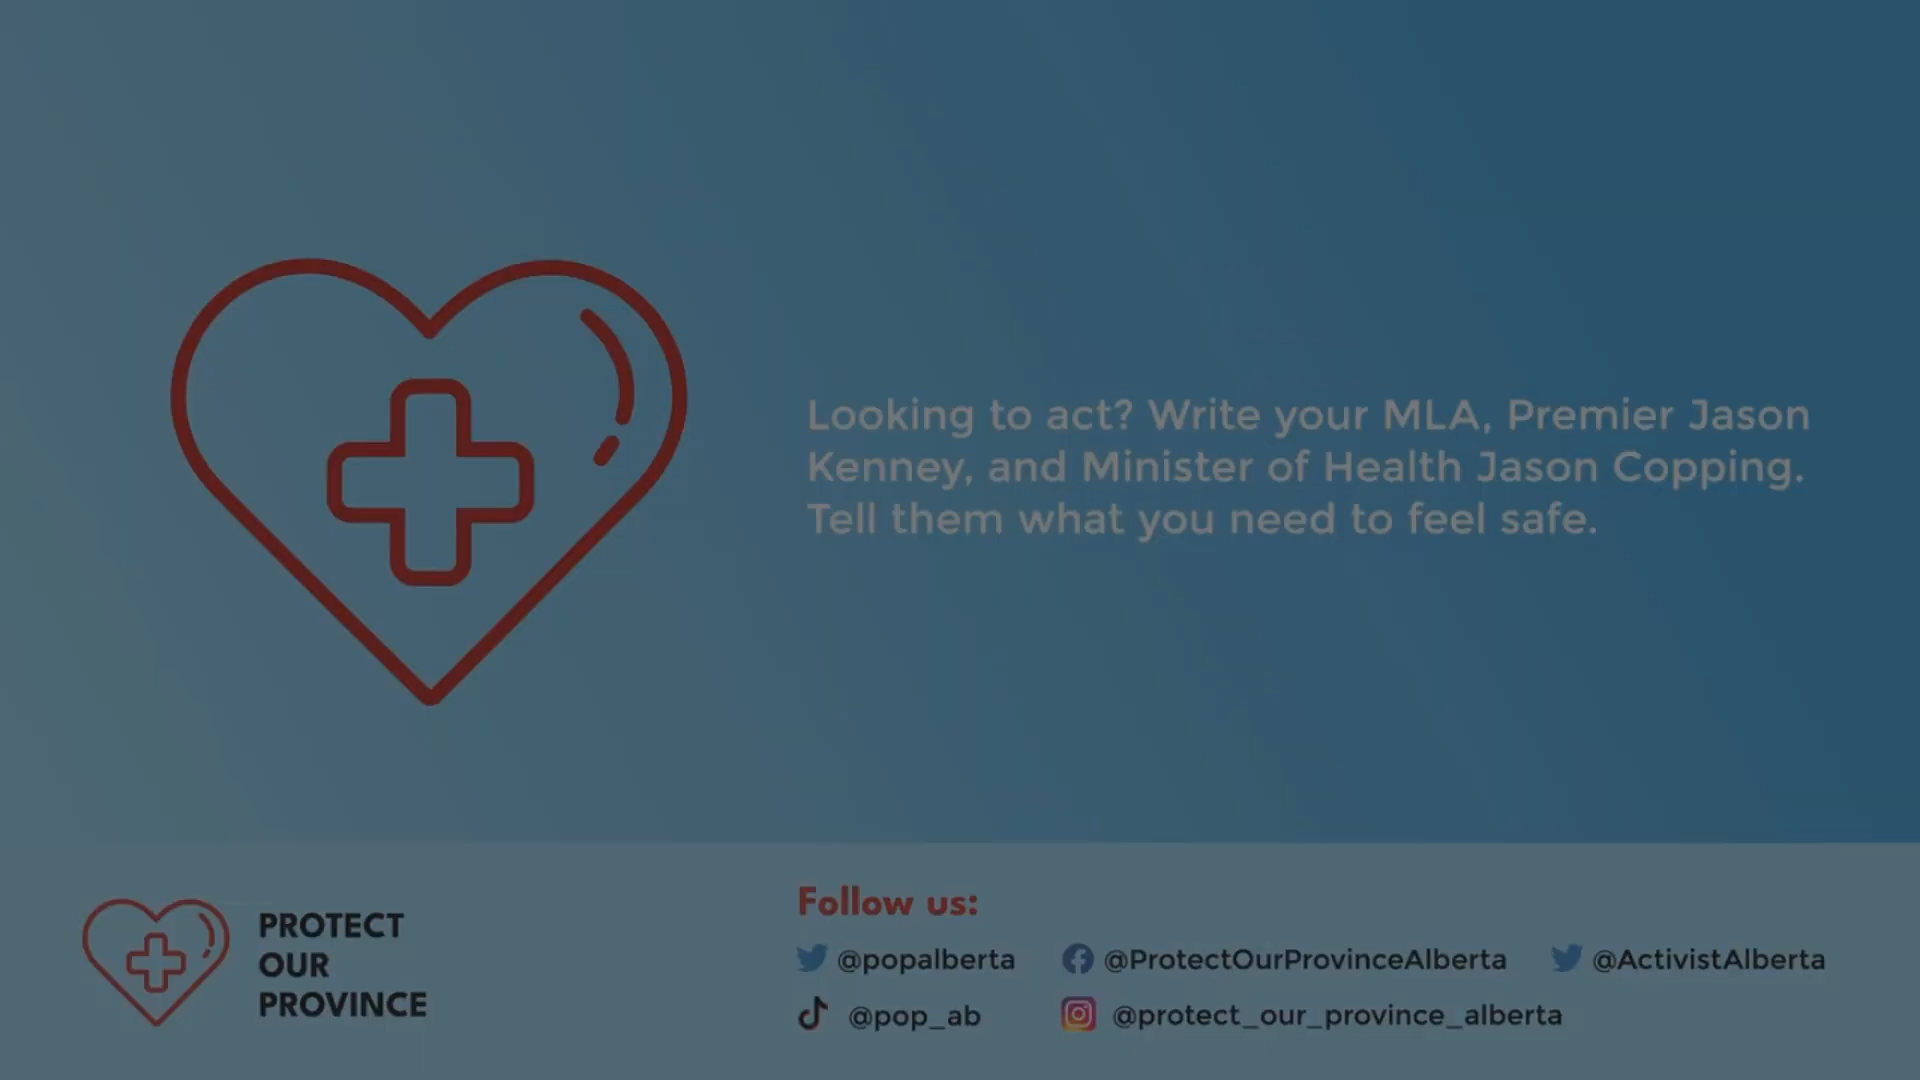 Looking to act? Write your MLA, Premier Jason
Kenney, and Minister of Health Jason Copping.
Tell them what you need to feel safe.
PROTECT
OUR
PROVINCE
Follow us:
@popalberta @ProtectOurProvinceAlberta @ActivistAlberta
@pop_ab @protect_our_province_alberta